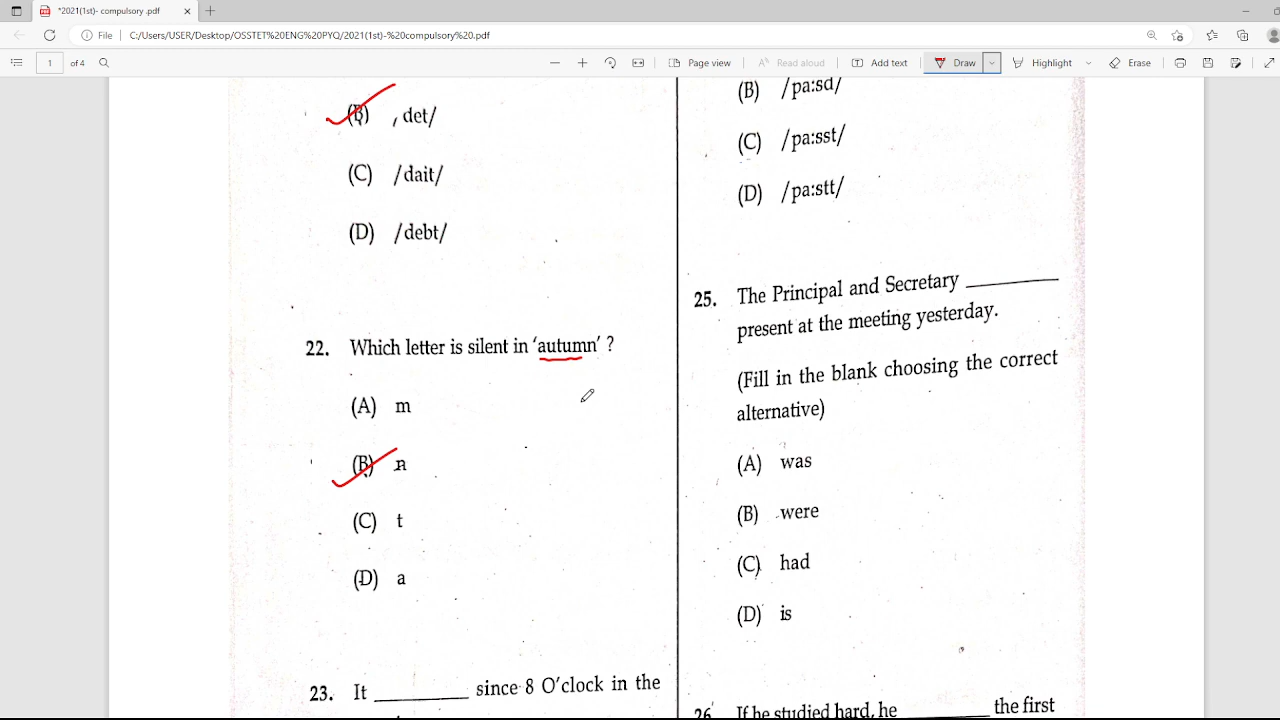 *2021(1st)- compulsory .pdf
File
C:/Users/USER/Desktop/OSSTET%20ENG%20PYQ/2021(1st)-%20compulsory%20.pdf
1 of 4
Page view
Read aloud
Add text
Draw
Highlight
Erase
(B) , det/
(C) /dait/
(D) /debt/
22. Which letter is silent in ‘autumn’ ?
(A) m
(B) n
(C) t
(D) a
23. It ________ since 8 O’clock in the
(B) /pa:sd/
(C) /pa:sst/
(D) /pa:stt/
25. The Principal and Secretary ________
present at the meeting yesterday.
(Fill in the blank choosing the correct
alternative)
(A) was
(B) were
(C) had
(D) is
26. If he studied hard, he ________ the first